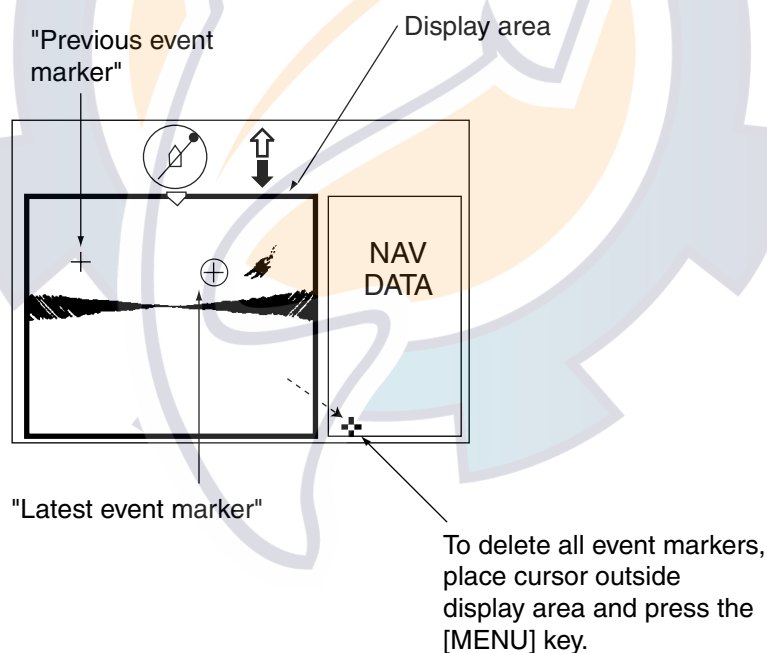 "Previous event
marker"
Display area
NAV
DATA
"Latest event marker"
To delete all event markers,
place cursor outside
display area and press the
[MENU] key.